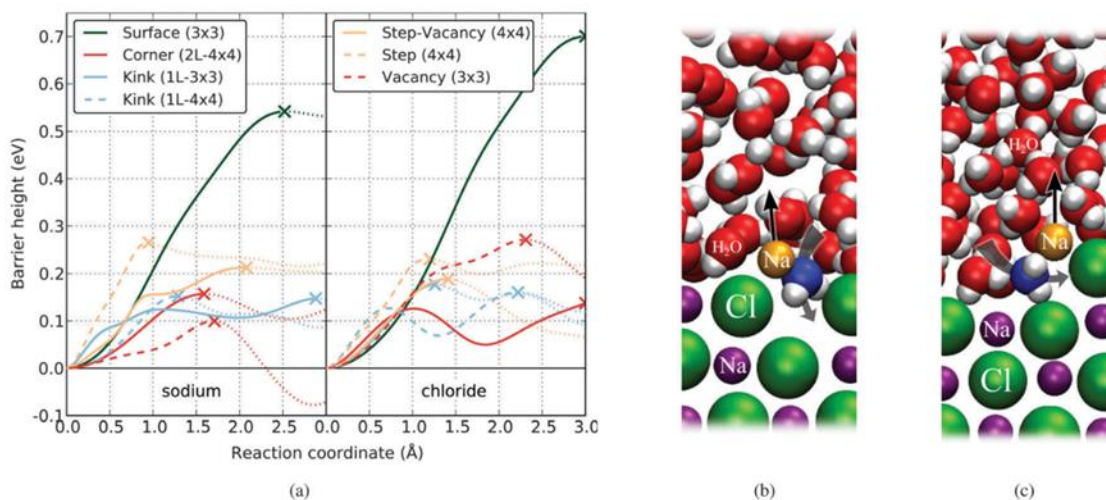 0.7
0.6
0.5
0.4
0.3
0.2
0.1
0.0
-0.1
Barrier height (eV)
Surface (3x3)
Corner (2L-4x4)
Kink (1L-3x3)
Kink (1L-4x4)
Step-Vacancy (4x4)
Step (4x4)
Vacancy (3x3)
sodium
chloride
0.0 0.5 1.0 1.5 2.0 2.5 0.0 0.5 1.0 1.5 2.0 2.5 3.0
Reaction coordinate (Å)
(a)
H₂O
Na
Cl
Na
(b)
H₂O
Na
Na
Cl
(c)